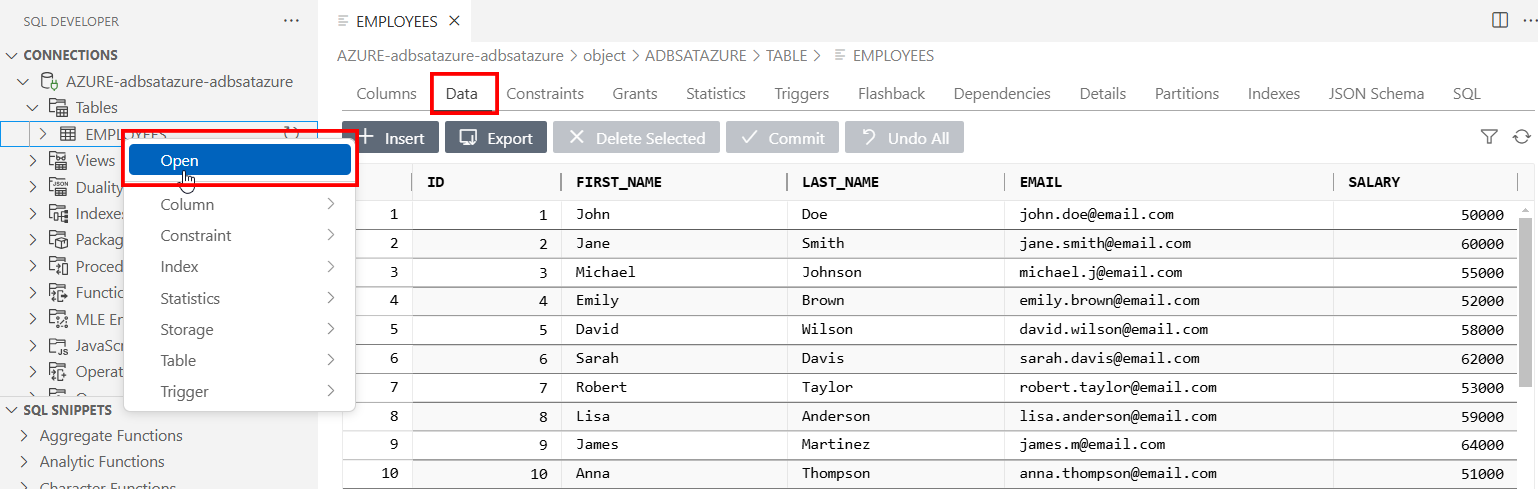 SQL DEVELOPER ···
CONNECTIONS
AZURE-adbsatazure-adbsatazure
Tables
EMPLOYEES
Views
Duality
Indexes
Packag
Proced
Functic
MLE En
JavaScr
Operat
Open
Column
Constraint
Index
Statistics
Storage
Table
Trigger
SQL SNIPPETS
Aggregate Functions
Analytic Functions
Character Functions
EMPLOYEES
AZURE-adbsatazure-adbsatazure > object > ADBSATAZURE > TABLE > EMPLOYEES
Columns Data Constraints Grants Statistics Triggers Flashback Dependencies Details Partitions Indexes JSON Schema SQL
+ Insert Export Delete Selected Commit Undo All
ID FIRST_NAME LAST_NAME EMAIL SALARY
1 1 John Doe john.doe@email.com 50000
2 2 Jane Smith jane.smith@email.com 60000
3 3 Michael Johnson michael.j@email.com 55000
4 4 Emily Brown emily.brown@email.com 52000
5 5 David Wilson david.wilson@email.com 58000
6 6 Sarah Davis sarah.davis@email.com 62000
7 7 Robert Taylor robert.taylor@email.com 53000
8 8 Lisa Anderson lisa.anderson@email.com 59000
9 9 James Martinez james.m@email.com 64000
10 10 Anna Thompson anna.thompson@email.com 51000